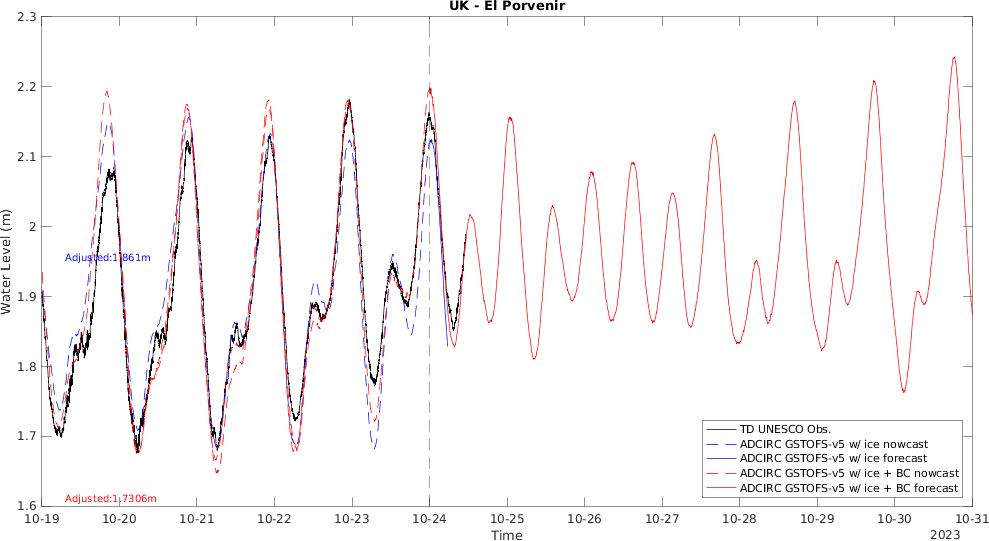 UK - El Porvenir
2.3
2.2
2.1
2
1.9
1.8
1.7
1.6
Water Level (m)
Adjusted:1.861m
Adjusted:1.7306m
TD UNESCO Obs.
ADCIRC GSTOFS-v5 w/ ice nowcast
ADCIRC GSTOFS-v5 w/ ice forecast
ADCIRC GSTOFS-v5 w/ ice + BC nowcast
ADCIRC GSTOFS-v5 w/ ice + BC forecast
10-19 10-20 10-21 10-22 10-23 10-24 10-25 10-26 10-27 10-28 10-29 10-30 10-31
Time
2023